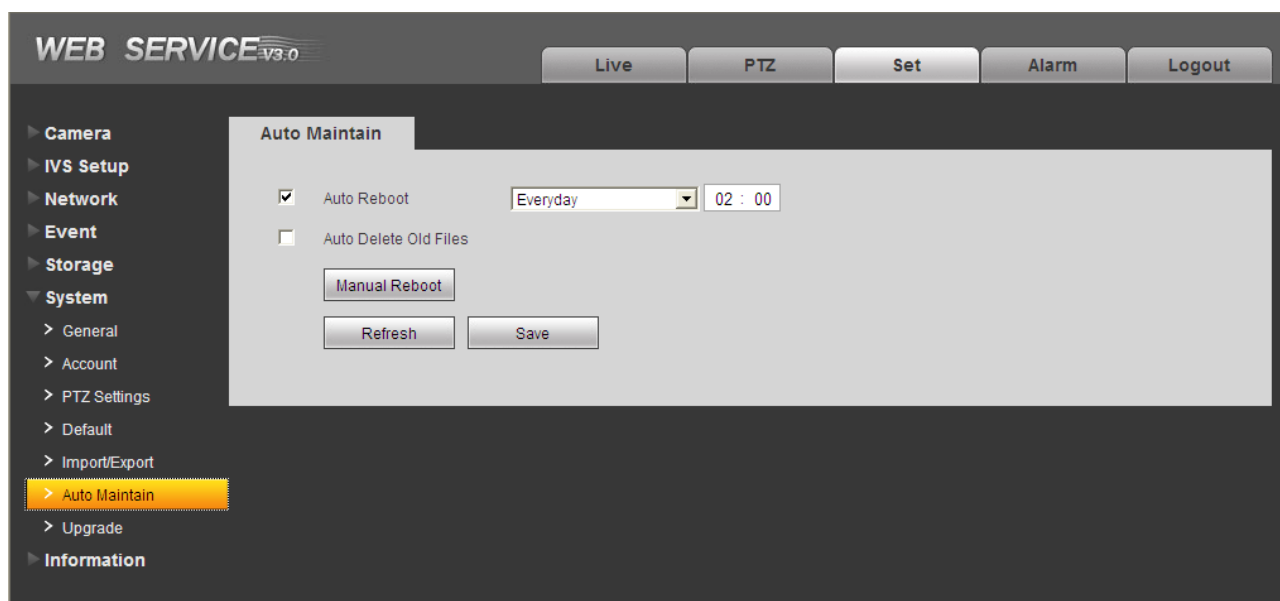 WEB SERVICE V3.0
Live
PTZ
Set
Alarm
Logout
Camera
IVS Setup
Network
Event
Storage
System
> General
> Account
> PTZ Settings
> Default
> Import/Export
> Auto Maintain
> Upgrade
Information
Auto Maintain
Auto Reboot Everyday 02 : 00
Auto Delete Old Files
Manual Reboot
Refresh Save